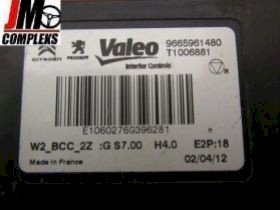 JM
COMPLEKS
CITROËN
PEUGEOT
Valeo
Interior Controls
9665961480
T1006881
E1060276G396281
W2_BCC_2Z :G S7.00 H4.0 E2P:18
Made in France
02/04/12